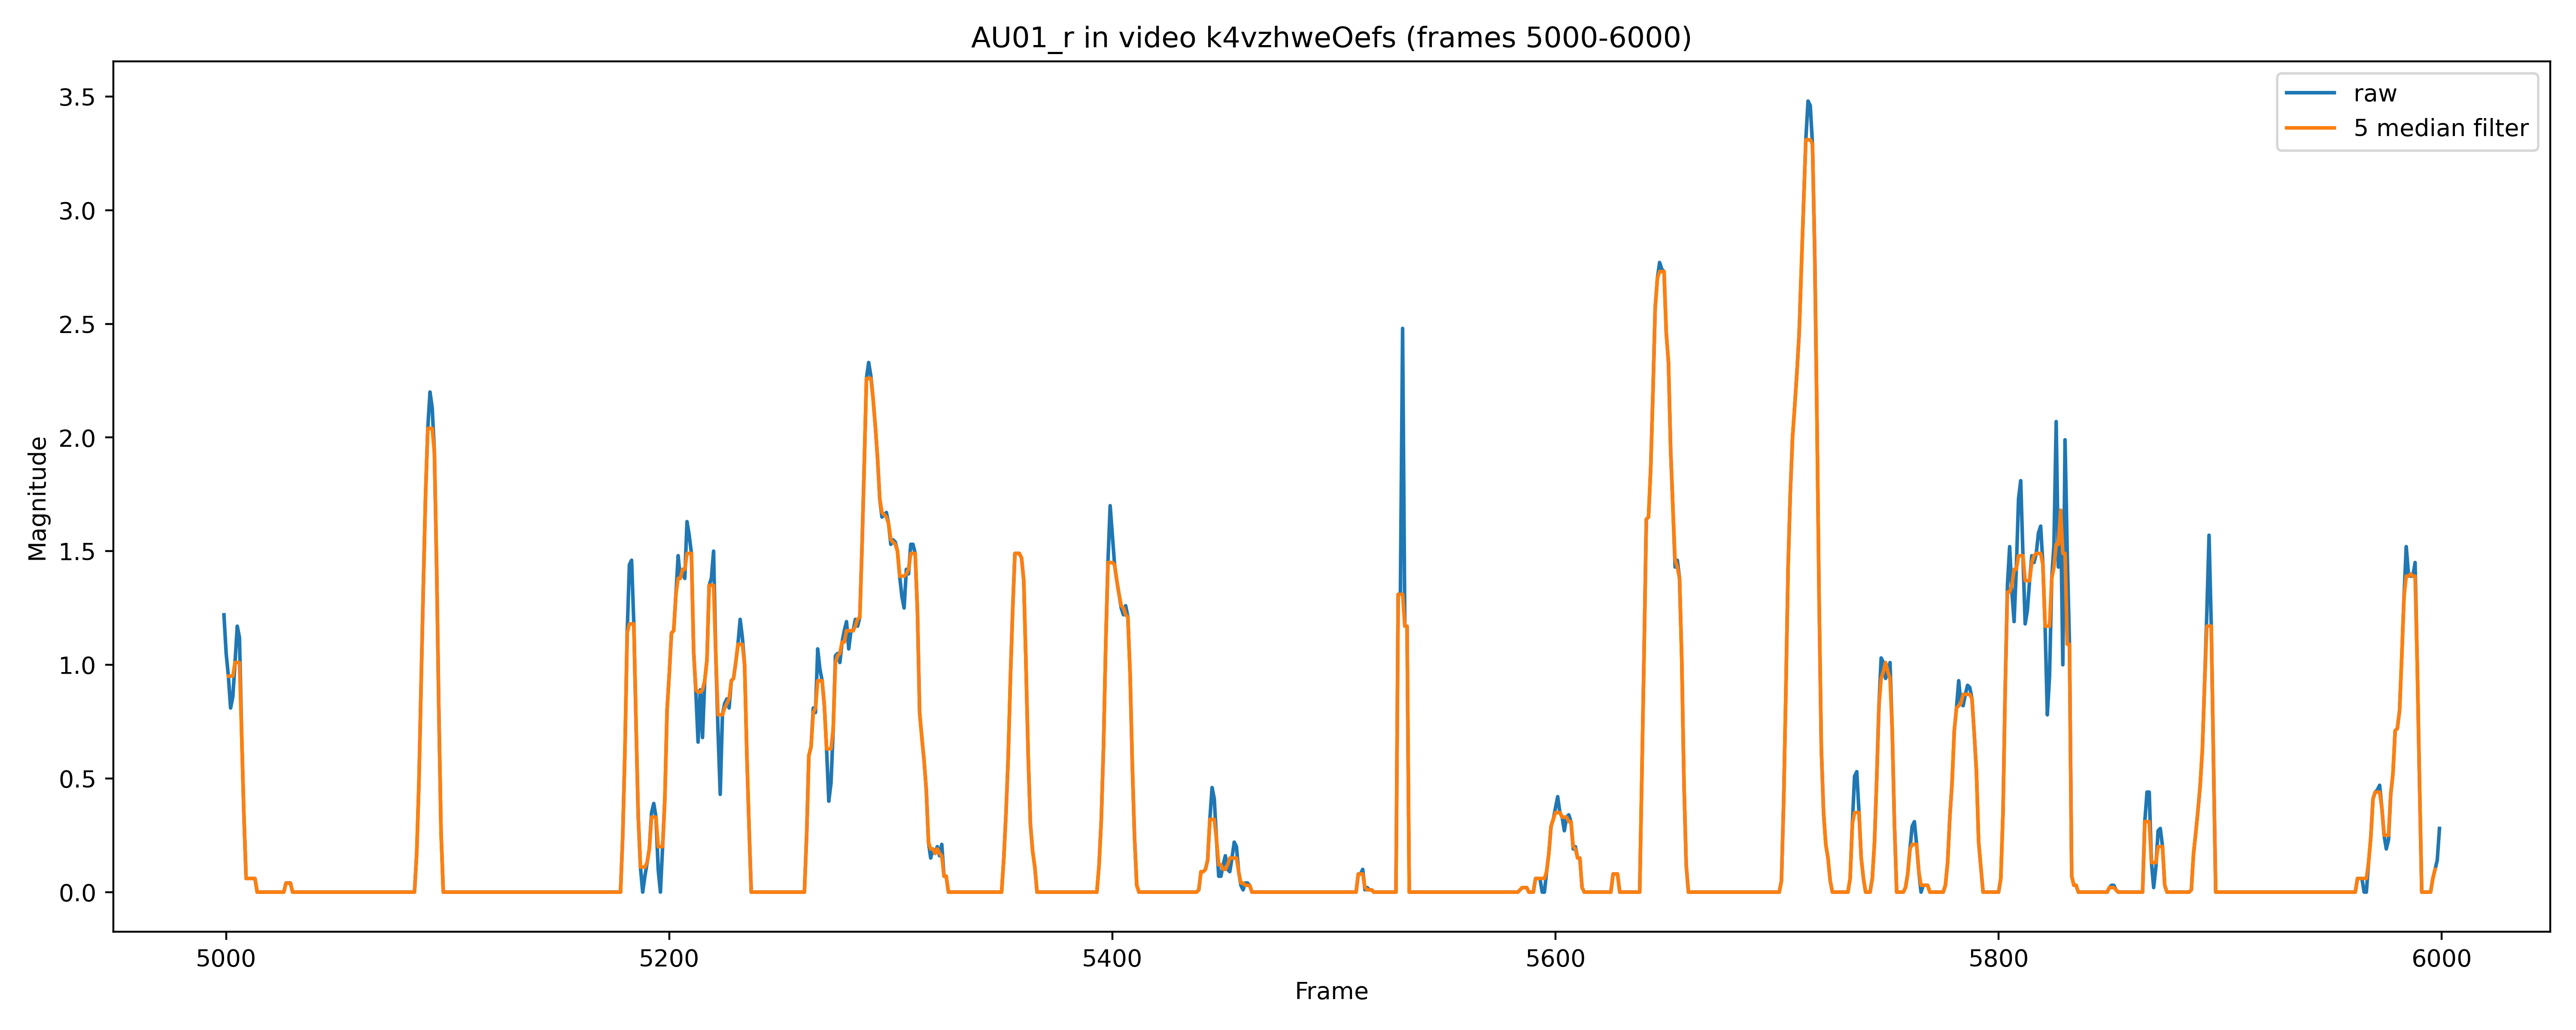 AU01_r in video k4vzhweOefs (frames 5000-6000)
raw
5 median filter
3.5
3.0
2.5
2.0
1.5
1.0
0.5
0.0
Magnitude
5000 5200 5400 5600 5800 6000
Frame